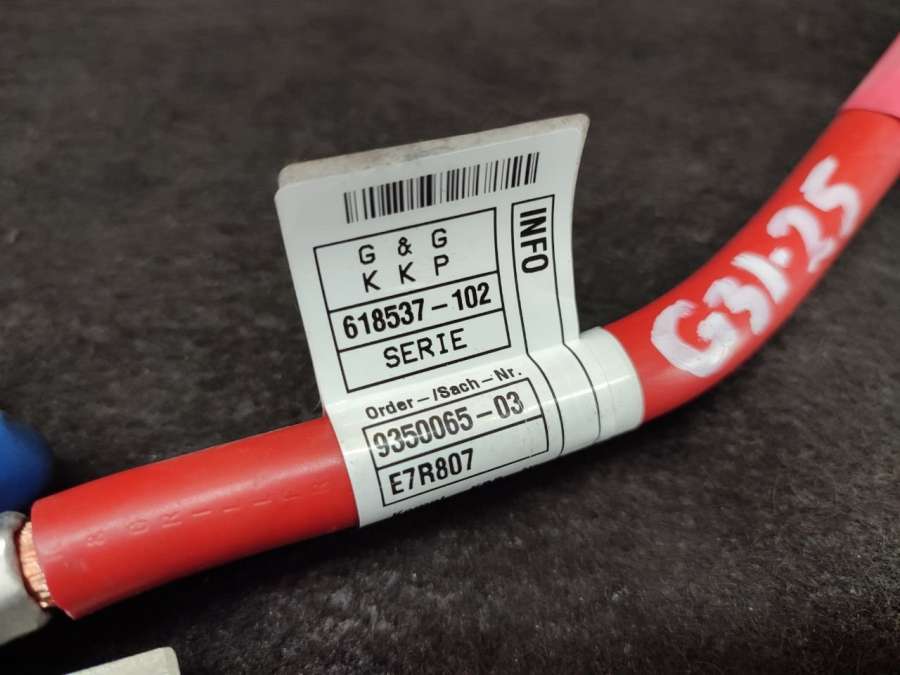 G & G
K K P
618537-102
SERIE
INFO
Order-/Sach-Nr.
9350065-03
E7R807
G31.25